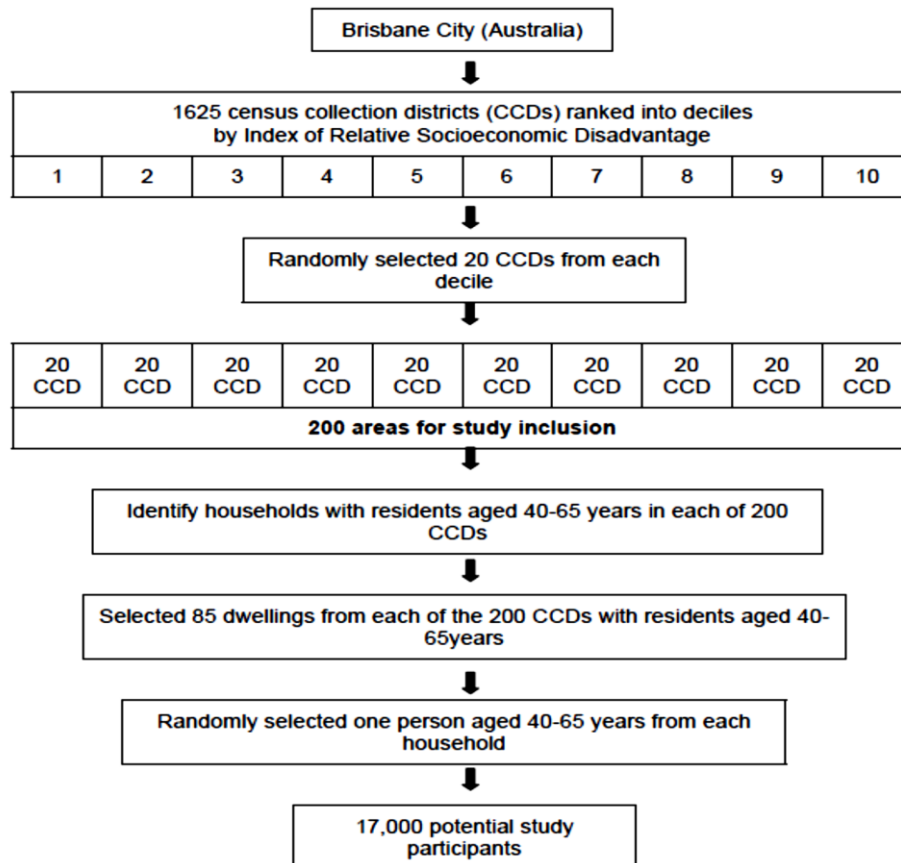 Brisbane City (Australia)
1625 census collection districts (CCDs) ranked into deciles
by Index of Relative Socioeconomic Disadvantage
1 2 3 4 5 6 7 8 9 10
Randomly selected 20 CCDs from each
decile
20 20 20 20 20 20 20 20 20 20
CCD CCD CCD CCD CCD CCD CCD CCD CCD CCD
200 areas for study inclusion
Identify households with residents aged 40-65 years in each of 200
CCDs
Selected 85 dwellings from each of the 200 CCDs with residents aged 40-
65years
Randomly selected one person aged 40-65 years from each
household
17,000 potential study
participants